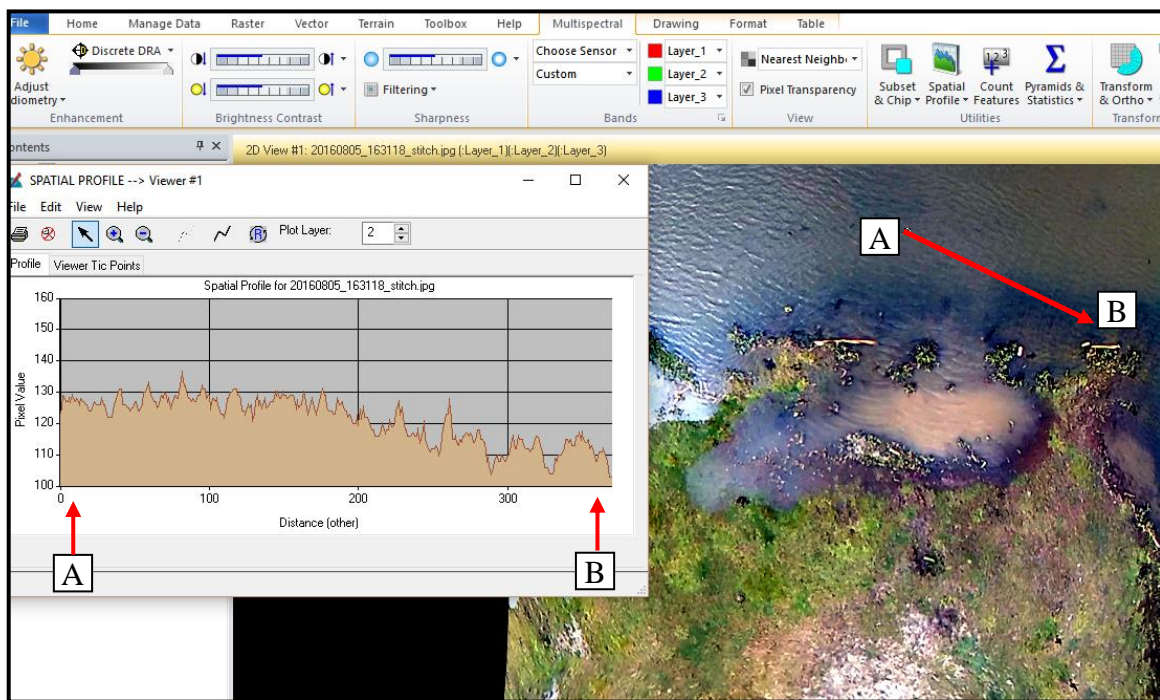 File Home Manage Data Raster Vector Terrain Toolbox Help Multispectral Drawing Format Table
Discrete DRA
Adjust
diometry
Enhancement
Brightness Contrast
Filtering
Sharpness
Choose Sensor
Custom
Layer_1
Layer_2
Layer_3
Bands
Nearest Neighb
Pixel Transparency
View
Subset
& Chip
Spatial
Profile
Count
Features
Pyramids &
Statistics
Utilities
Transform
& Ortho
Transform
ontents
2D View #1: 20160805_163118_stitch.jpg (:Layer_1)(:Layer_2)(:Layer_3)
SPATIAL PROFILE --> Viewer #1
File Edit View Help
Plot Layer: 2
Profile Viewer Tic Points
Spatial Profile for 20160805_163118_stitch.jpg
160
150
140
130
120
110
100
Pixel Value
0 100 200 300
Distance (other)
A
B
A
B